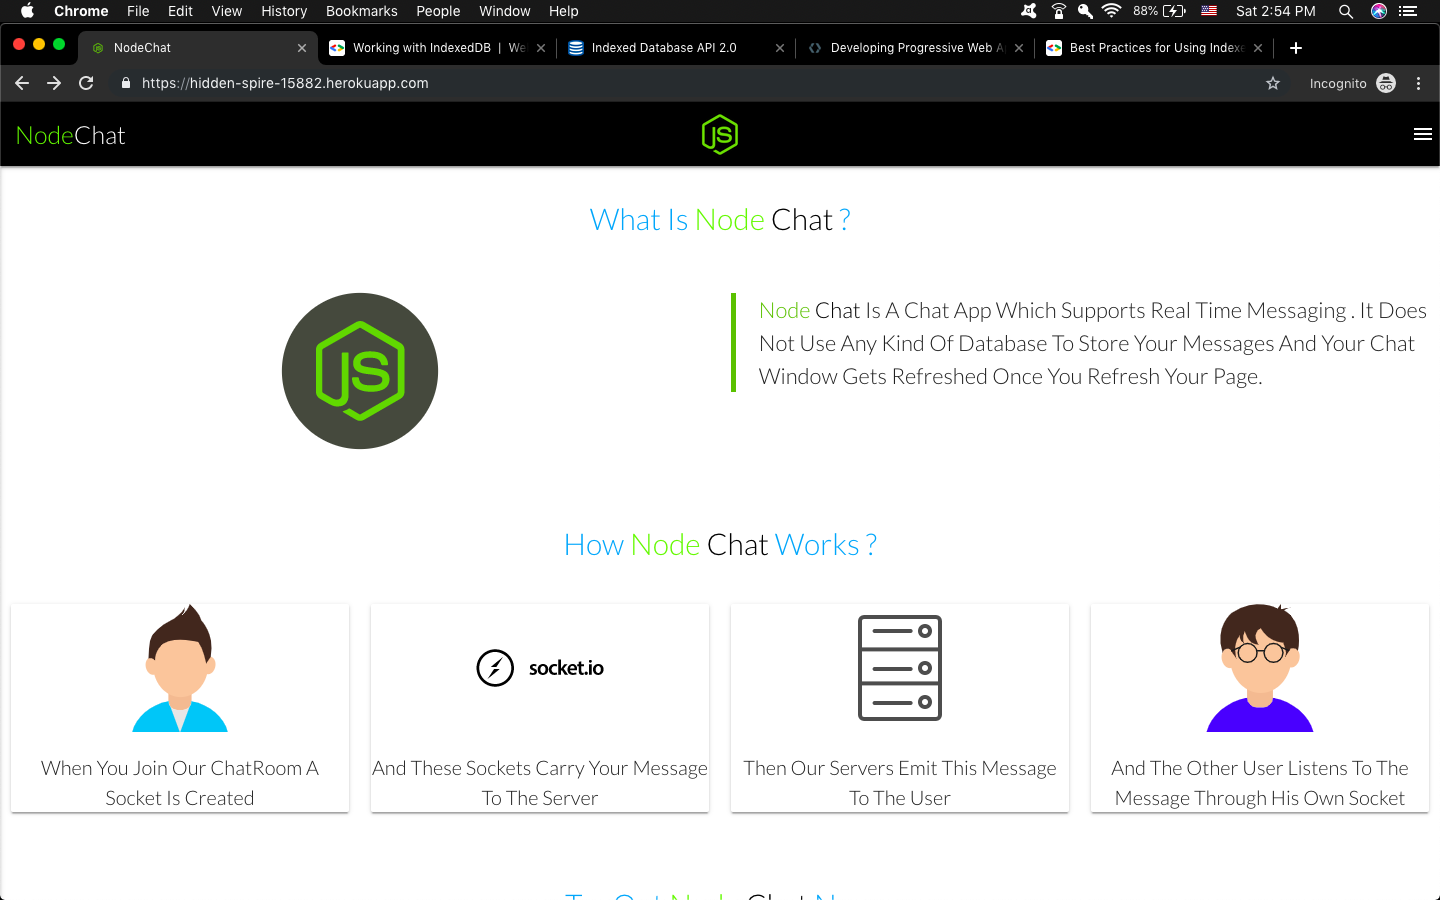 Chrome File Edit View History Bookmarks People Window Help 88% Sat 2:54 PM
NodeChat Working with IndexedDB | We Indexed Database API 2.0 Developing Progressive Web A Best Practices for Using Indexe
https://hidden-spire-15882.herokuapp.com Incognito
NodeChat JS
What Is Node Chat ?
JS
Node Chat Is A Chat App Which Supports Real Time Messaging . It Does
Not Use Any Kind Of Database To Store Your Messages And Your Chat
Window Gets Refreshed Once You Refresh Your Page.
How Node Chat Works ?
socket.io
When You Join Our ChatRoom A
Socket Is Created
And These Sockets Carry Your Message
To The Server
Then Our Servers Emit This Message
To The User
And The Other User Listens To The
Message Through His Own Socket